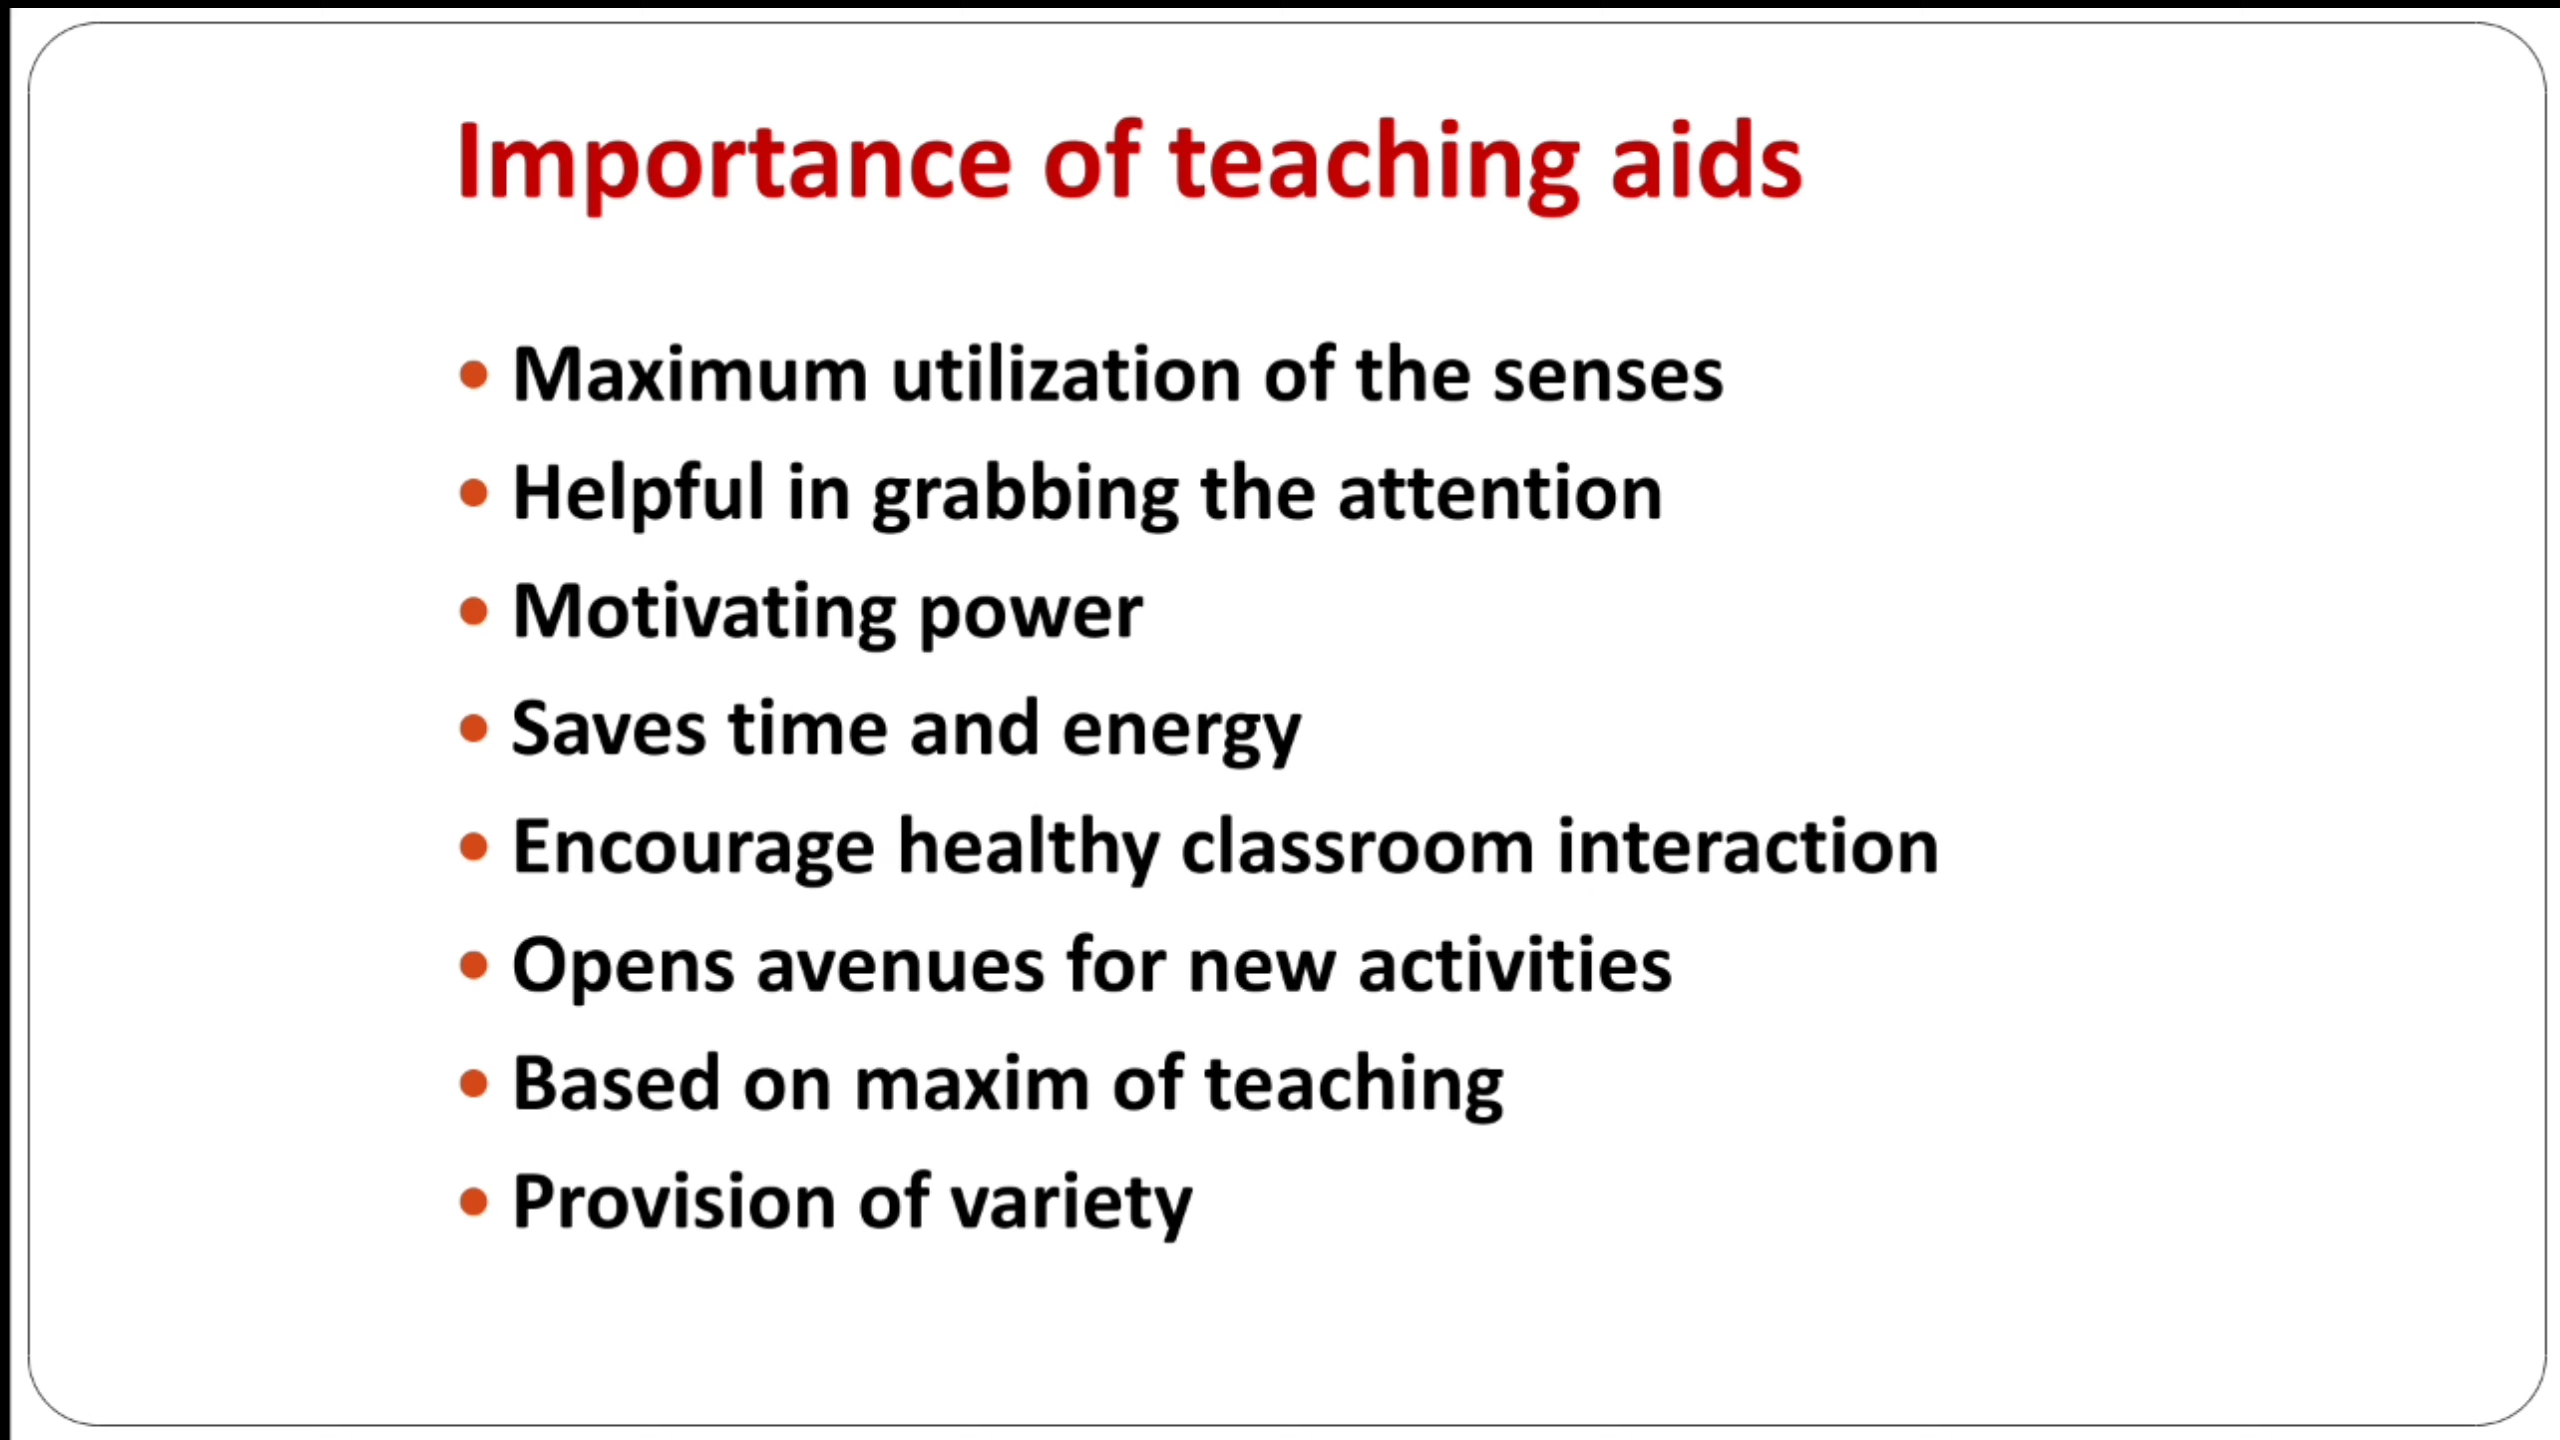 Importance of teaching aids
• Maximum utilization of the senses
• Helpful in grabbing the attention
• Motivating power
• Saves time and energy
• Encourage healthy classroom interaction
• Opens avenues for new activities
• Based on maxim of teaching
• Provision of variety